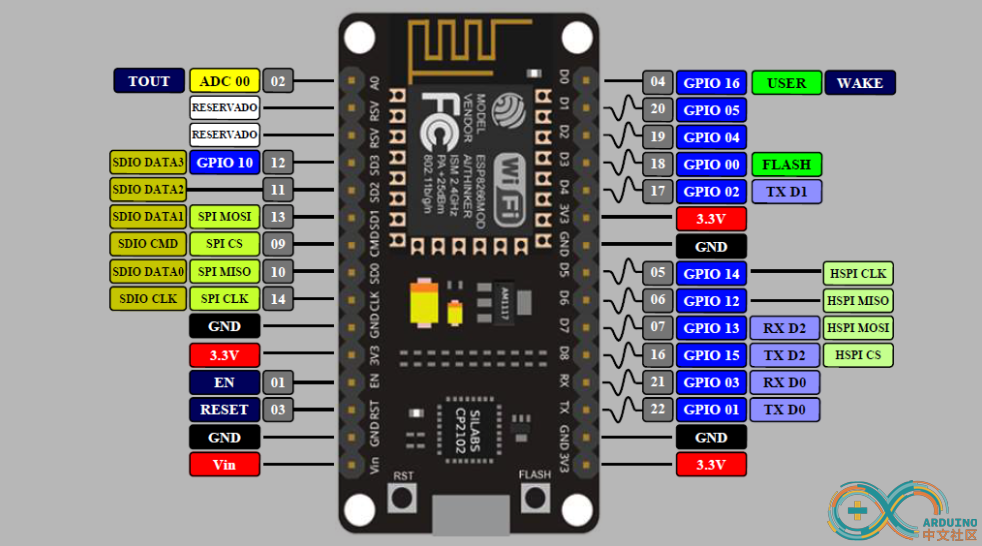 TOUT ADC 00 02
RESERVADO
RESERVADO
SDIO DATA3 GPIO 10 12
SDIO DATA2 11
SDIO DATA1 SPI MOSI 13
SDIO CMD SPI CS 09
SDIO DATA0 SPI MISO 10
SDIO CLK SPI CLK 14
GND
3.3V
EN 01
RESET 03
GND
Vin
A0
RSV
RSV
SD3
SD2
SD1
CMD
SD0
CLK
GND
3V3
EN
RST
GND
Vin
FC
MODEL ESP8266MOD
VENDOR AI/THINKER
ISM 2.4GHz
PA +25dBm
802.11b/g/n
Wi Fi
AM1117
SILABS
CP2102
RST
FLASH
D0
D1
D2
D3
D4
3V3
GND
D5
D6
D7
D8
RX
TX
GND
3V3
04 GPIO 16 USER WAKE
20 GPIO 05
19 GPIO 04
18 GPIO 00 FLASH
17 GPIO 02 TX D1
3.3V
GND
05 GPIO 14 HSPI CLK
06 GPIO 12 HSPI MISO
07 GPIO 13 RX D2 HSPI MOSI
16 GPIO 15 TX D2 HSPI CS
21 GPIO 03 RX D0
22 GPIO 01 TX D0
GND
3.3V
ARDUINO
中文社区